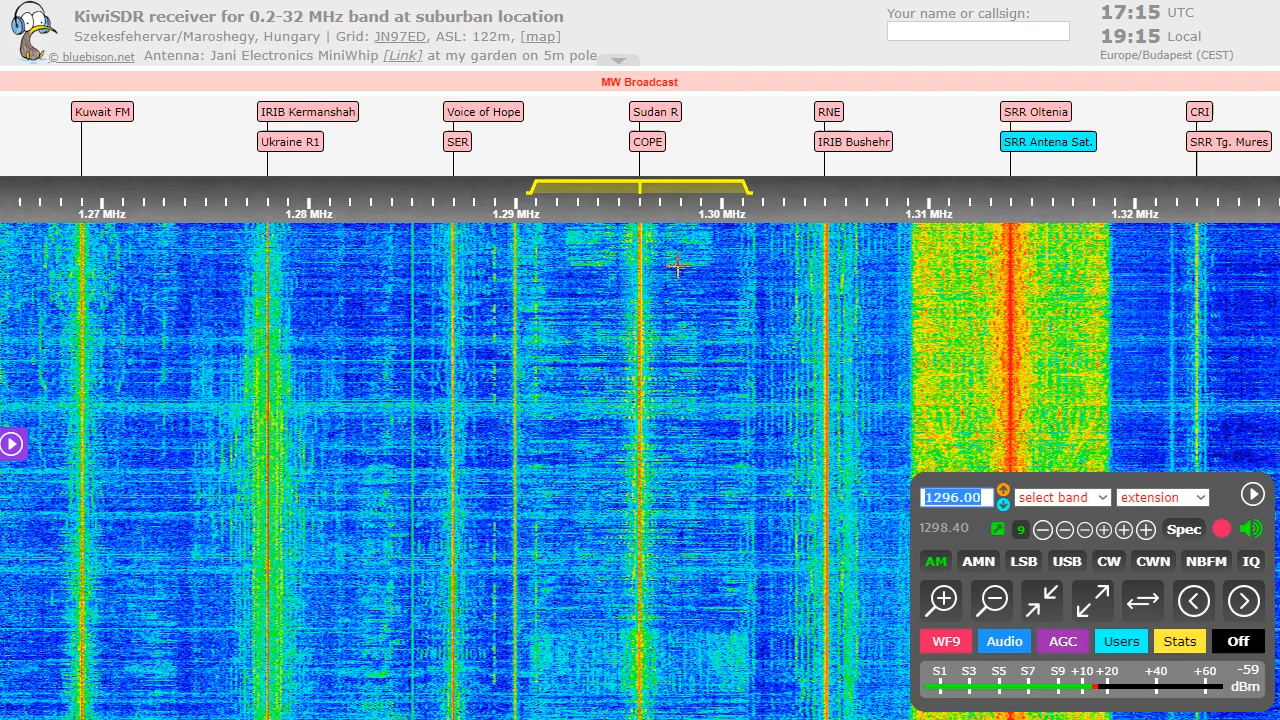 KiwiSDR receiver for 0.2-32 MHz band at suburban location
Szekesfehervar/Maroshegy, Hungary | Grid: JN97ED, ASL: 122m, [map]
© bluebison.net Antenna: Jani Electronics MiniWhip [Link] at my garden on 5m pole
Your name or callsign:
17:15 UTC
19:15 Local
Europe/Budapest (CEST)
MW Broadcast
Kuwait FM IRIB Kermanshah Voice of Hope Sudan R RNE SRR Oltenia CRI
Ukraine R1 SER COPE IRIB Bushehr SRR Antena Sat. SRR Tg. Mures
1.27 MHz 1.28 MHz 1.29 MHz 1.30 MHz 1.31 MHz 1.32 MHz
1296.00 select band extension
1298.40 9 Spec
AM AMN LSB USB CW CWN NBFM IQ
WF9 Audio AGC Users Stats Off
S1 S3 S5 S7 S9 +10 +20 +40 +60 -59
dBm